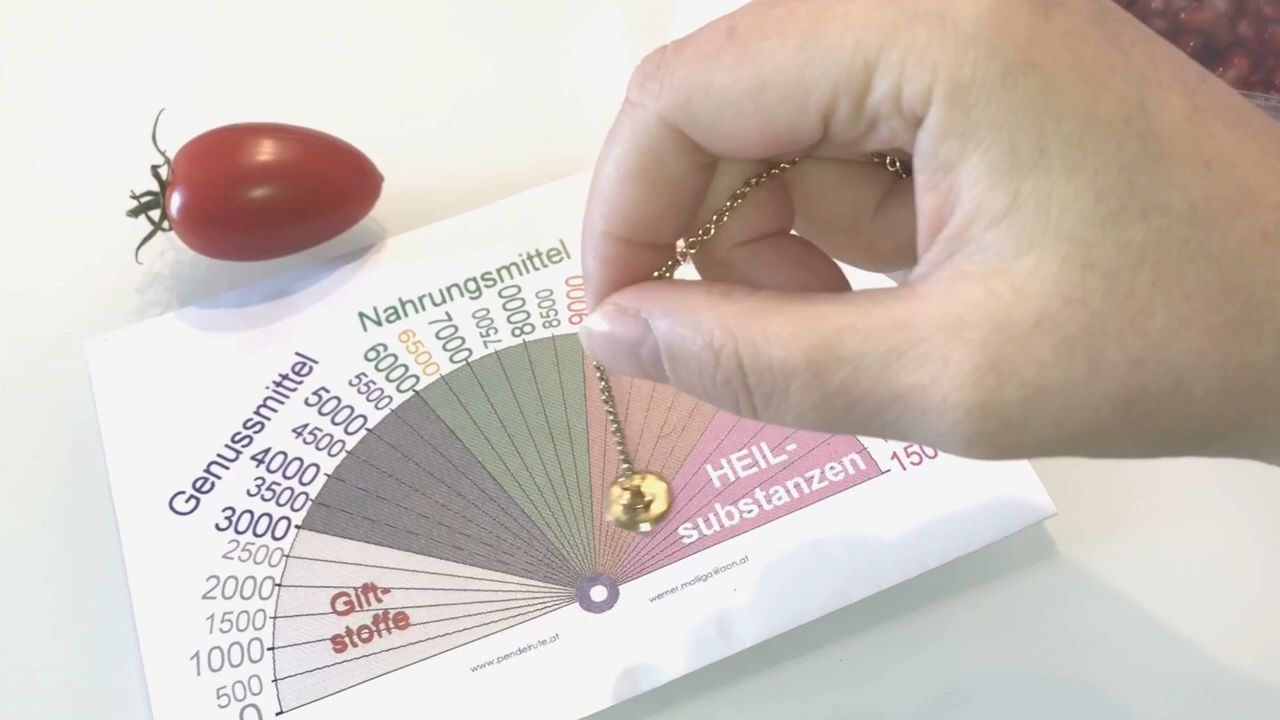 Nahrungsmittel
Genussmittel
9000
8500
8000
7500
7000
6500
6000
5500
5000
4500
4000
3500
3000
2500
2000
1500
1000
500
0
Gift-
stoffe
HEIL-
substanzen
www.pendelrute.at
werner.molliga@aon.at